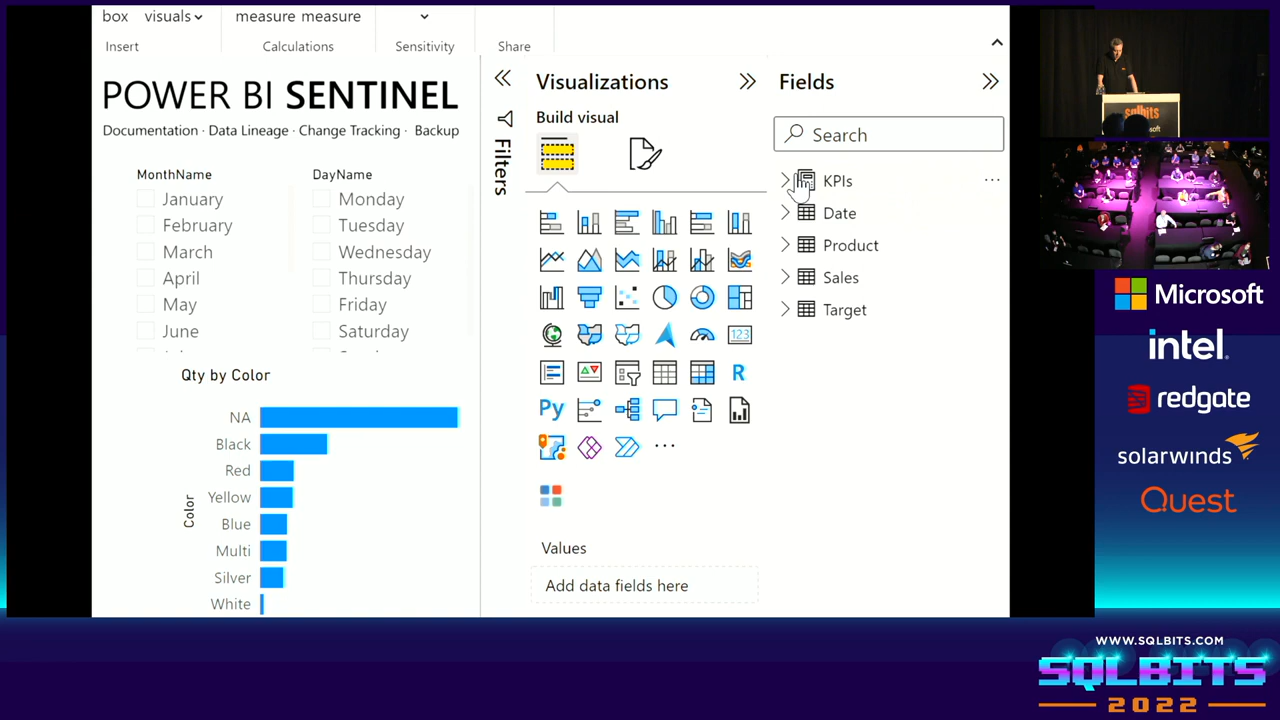 box visuals measure measure
Insert Calculations Sensitivity Share
POWER BI SENTINEL
Documentation · Data Lineage · Change Tracking · Backup
MonthName
January
February
March
April
May
June
DayName
Monday
Tuesday
Wednesday
Thursday
Friday
Saturday
Qty by Color
Color
NA
Black
Red
Yellow
Blue
Multi
Silver
White
Filters
Visualizations
Build visual
123
R
Py
Values
Add data fields here
Fields
Search
KPIs
Date
Product
Sales
Target
sqlbits
Microsoft
intel.
redgate
solarwinds
Quest
WWW.SQLBITS.COM
SQLBITS
2022